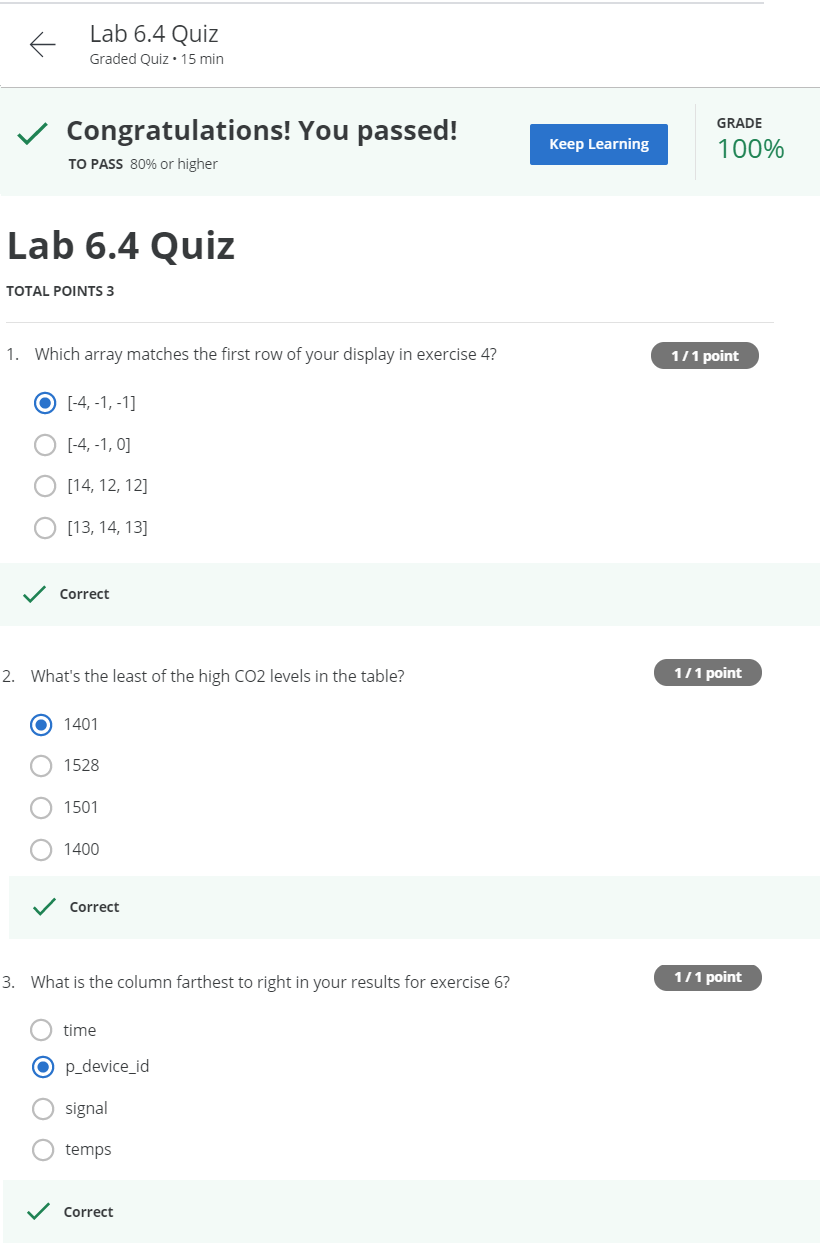 Lab 6.4 Quiz
Graded Quiz • 15 min
Congratulations! You passed!
TO PASS 80% or higher
Keep Learning
GRADE
100%
Lab 6.4 Quiz
TOTAL POINTS 3
1. Which array matches the first row of your display in exercise 4?
1 / 1 point
[-4, -1, -1]
[-4, -1, 0]
[14, 12, 12]
[13, 14, 13]
Correct
2. What's the least of the high CO2 levels in the table?
1 / 1 point
1401
1528
1501
1400
Correct
3. What is the column farthest to right in your results for exercise 6?
1 / 1 point
time
p_device_id
signal
temps
Correct